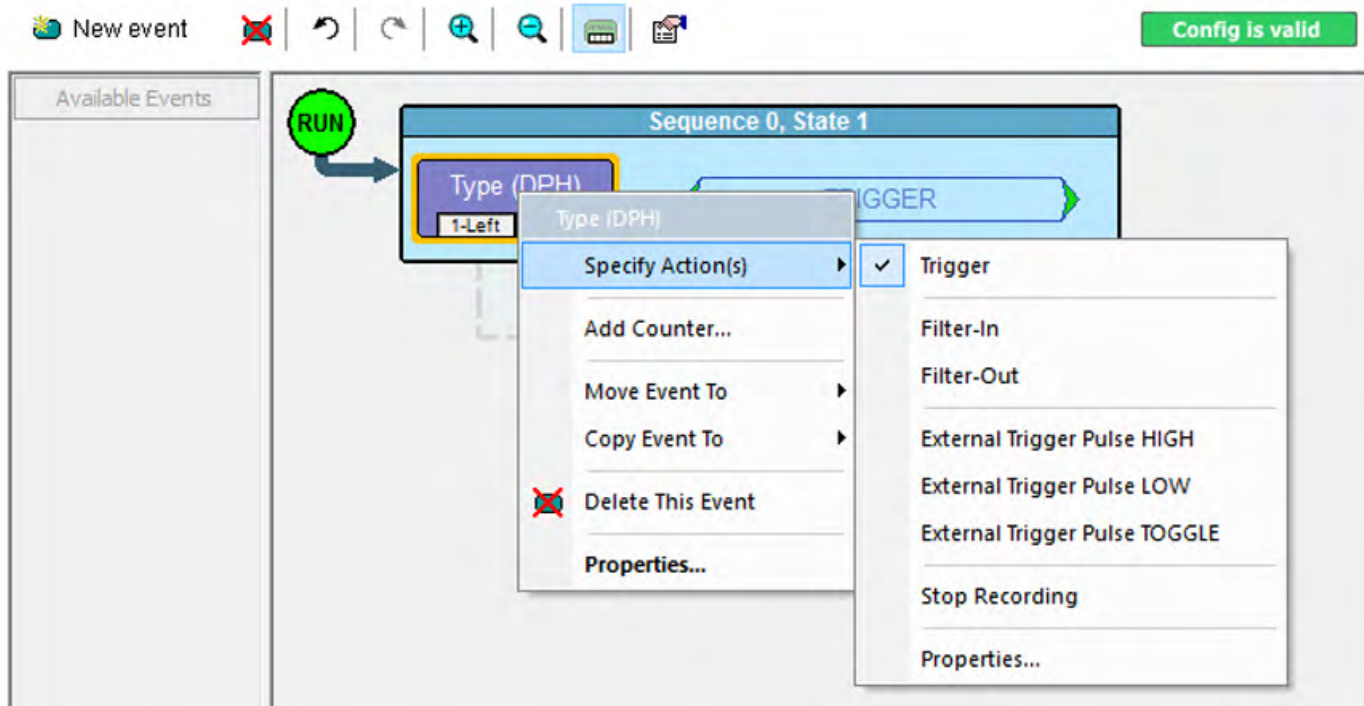 New event
Config is valid
Available Events
RUN
Sequence 0, State 1
Type (DPH)
1-Left
Type (DPH)
Specify Action(s)
Add Counter...
Move Event To
Copy Event To
Delete This Event
Properties...
Trigger
Filter-In
Filter-Out
External Trigger Pulse HIGH
External Trigger Pulse LOW
External Trigger Pulse TOGGLE
Stop Recording
Properties...